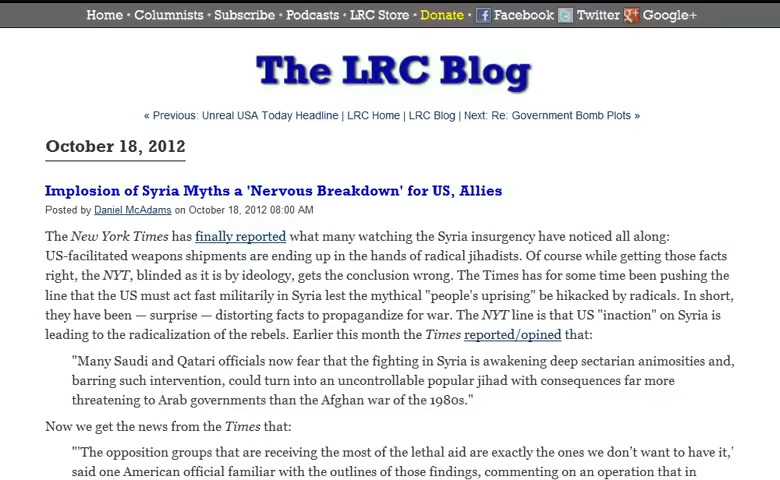 Home • Columnists • Subscribe • Podcasts • LRC Store • Donate • Facebook Twitter Google+
The LRC Blog
« Previous: Unreal USA Today Headline | LRC Home | LRC Blog | Next: Re: Government Bomb Plots »
October 18, 2012
Implosion of Syria Myths a 'Nervous Breakdown' for US, Allies
Posted by Daniel McAdams on October 18, 2012 08:00 AM
The New York Times has finally reported what many watching the Syria insurgency have noticed all along:
US-facilitated weapons shipments are ending up in the hands of radical jihadists. Of course while getting those facts
right, the NYT, blinded as it is by ideology, gets the conclusion wrong. The Times has for some time been pushing the
line that the US must act fast militarily in Syria lest the mythical "people's uprising" be hikacked by radicals. In short,
they have been — surprise — distorting facts to propagandize for war. The NYT line is that US "inaction" on Syria is
leading to the radicalization of the rebels. Earlier this month the Times reported/opined that:
"Many Saudi and Qatari officials now fear that the fighting in Syria is awakening deep sectarian animosities and,
barring such intervention, could turn into an uncontrollable popular jihad with consequences far more
threatening to Arab governments than the Afghan war of the 1980s."
Now we get the news from the Times that:
"'The opposition groups that are receiving the most of the lethal aid are exactly the ones we don't want to have it,'
said one American official familiar with the outlines of those findings, commenting on an operation that in